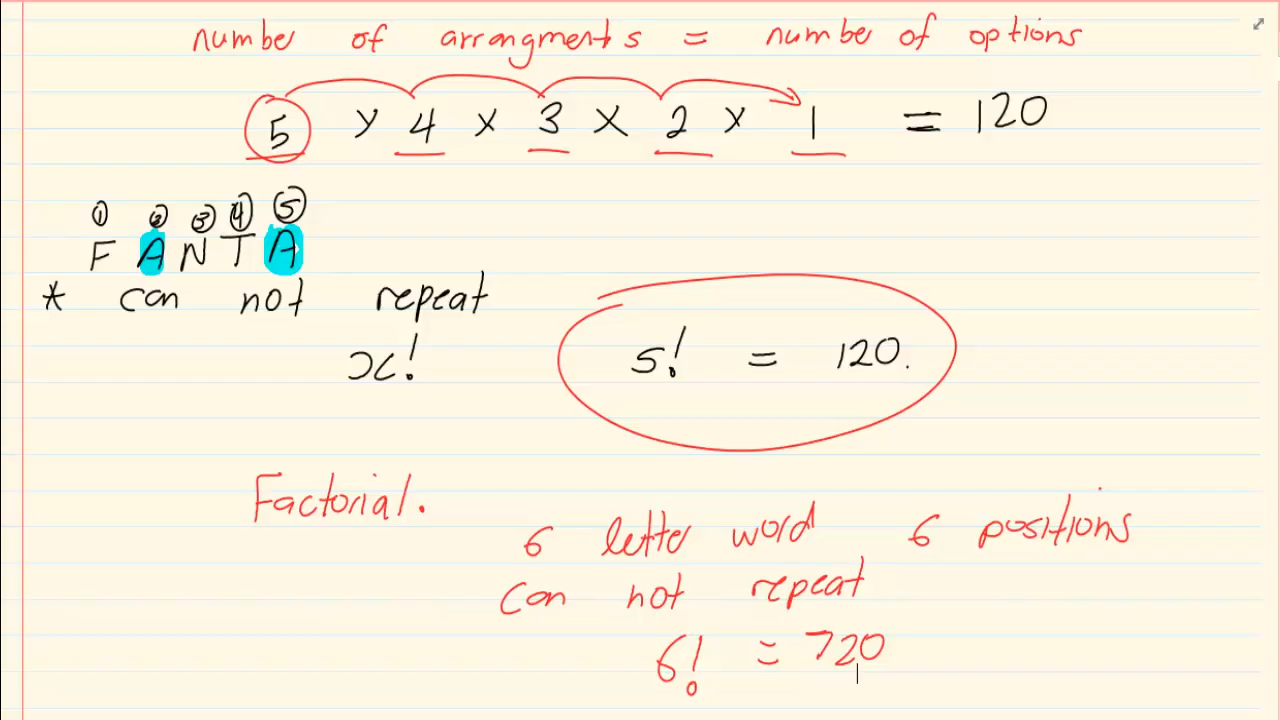 number of arrangments = number of options
5 x 4 x 3 x 2 x 1 = 120
1 2 3 4 5
F A N T A
* can not repeat
x! 5! = 120.
Factorial.
6 letter word 6 positions
can not repeat
6! = 720